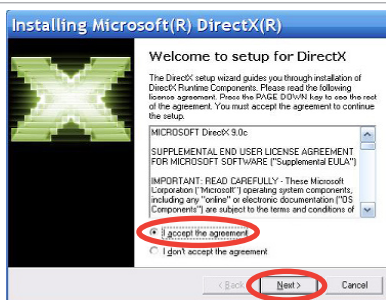 Installing Microsoft(R) DirectX(R)
Welcome to setup for DirectX
The DirectX setup wizard guides you through installation of
DirectX Runtime Components. Please read the following
license agreement. Press the PAGE DOWN key to see the rest
of the agreement. You must accept the agreement to continue
the setup.
MICROSOFT DirectX 9.0c
SUPPLEMENTAL END USER LICENSE AGREEMENT
FOR MICROSOFT SOFTWARE ("Supplemental EULA")
IMPORTANT: READ CAREFULLY - These Microsoft
Corporation ("Microsoft") operating system components,
including any "online" or electronic documentation ("OS
Components") are subject to the terms and conditions of
I accept the agreement
I don't accept the agreement
< Back
Next >
Cancel